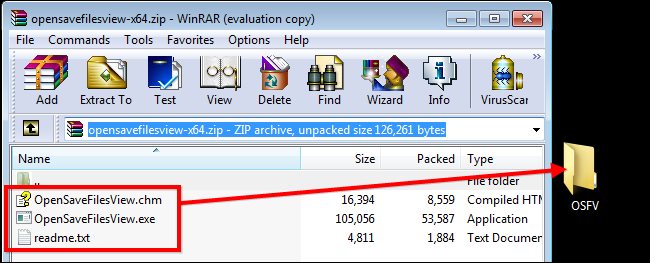 opensavefilesview-x64.zip - WinRAR (evaluation copy)
File Commands Tools Favorites Options Help
Add Extract To Test View Delete Find Wizard Info VirusScan
opensavefilesview-x64.zip - ZIP archive, unpacked size 126,261 bytes
Name Size Packed Type
.. File folder
OpenSaveFilesView.chm 16,394 8,559 Compiled HTM
OpenSaveFilesView.exe 105,056 53,587 Application
readme.txt 4,811 1,884 Text Documen
OSFV